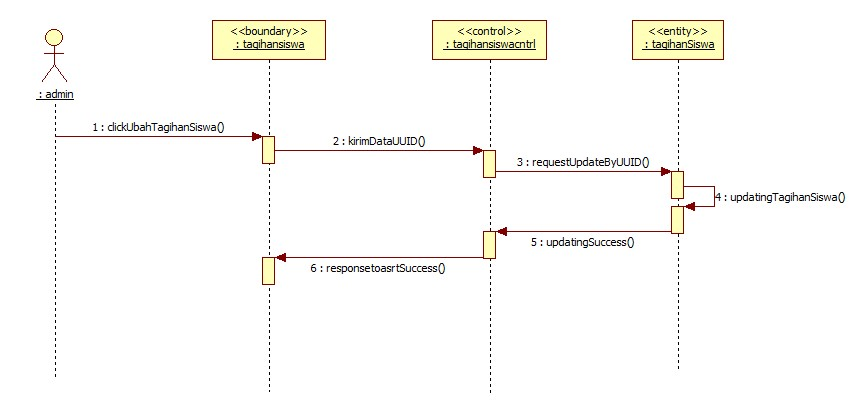 <<boundary>>
: tagihansiswa
<<control>>
: tagihansiswacntrl
<<entity>>
: tagihanSiswa
: admin
1 : clickUbahTagihanSiswa()
2 : kirimDataUUID()
3 : requestUpdateByUUID()
4 : updatingTagihanSiswa()
5 : updatingSuccess()
6 : responsetoasrtSuccess()